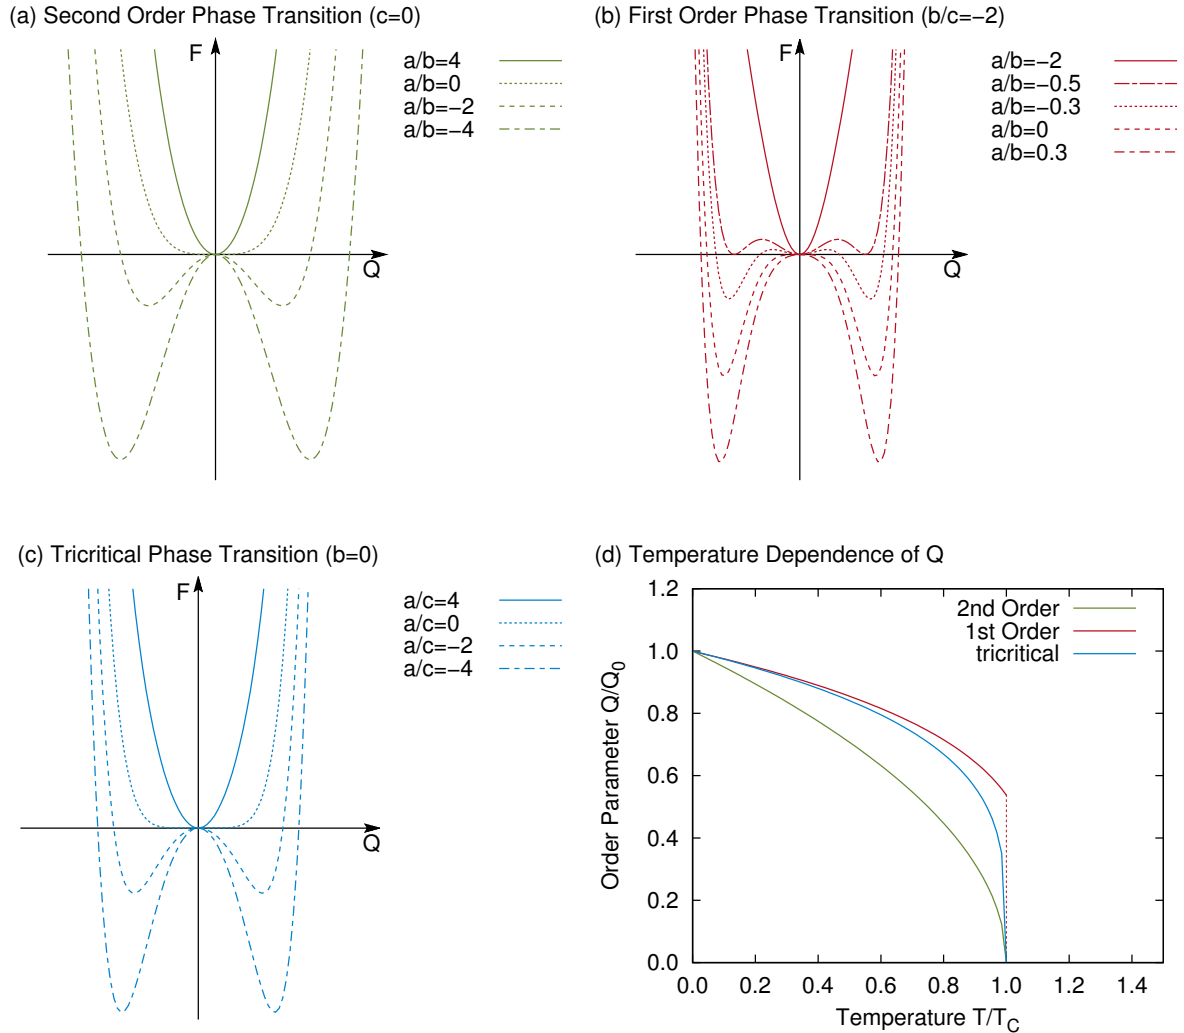 (a) Second Order Phase Transition (c=0)
F
Q
a/b=4
a/b=0
a/b=−2
a/b=−4
(b) First Order Phase Transition (b/c=−2)
F
Q
a/b=−2
a/b=−0.5
a/b=−0.3
a/b=0
a/b=0.3
(c) Tricritical Phase Transition (b=0)
F
Q
a/c=4
a/c=0
a/c=−2
a/c=−4
(d) Temperature Dependence of Q
2nd Order
1st Order
tricritical
Order Parameter Q/Q0
1.2
1.0
0.8
0.6
0.4
0.2
0.0
0.0 0.2 0.4 0.6 0.8 1.0 1.2 1.4
Temperature T/TC